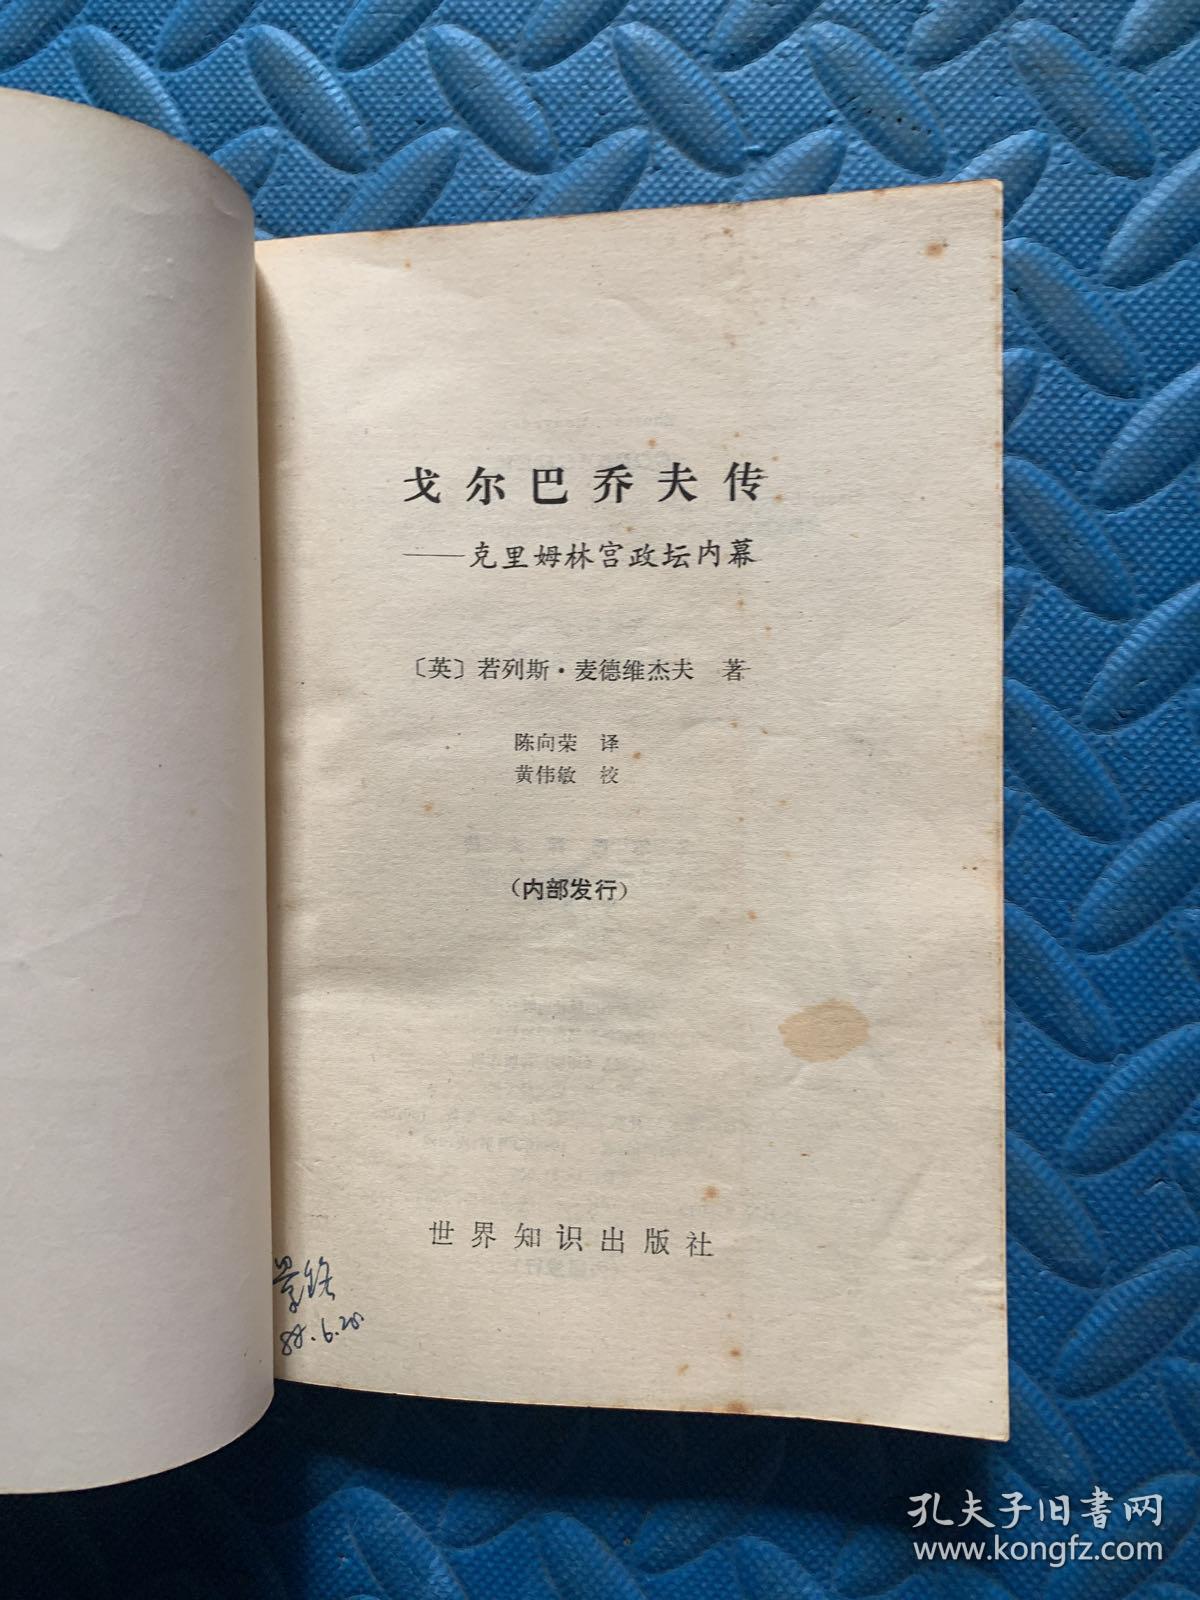 戈尔巴乔夫传
——克里姆林宫政坛内幕
〔英〕若列斯·麦德维杰夫 著
陈向荣 译
黄伟敏 校
（内部发行）
世界知识出版社
88.6.20
孔夫子旧书网
www.kongfz.com